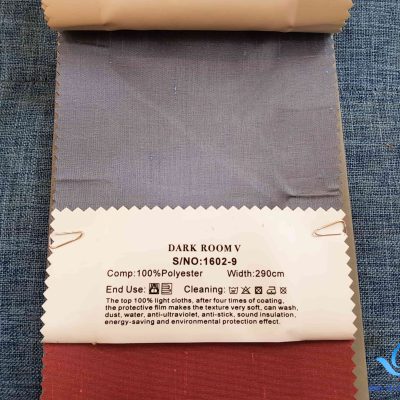 DARK ROOM V
S/NO:1602-9
Comp:100%Polyester Width:290cm
End Use: Cleaning:
The top 100% light cloths, after four times of coating,
the protective film makes the texture very soft, can wash,
dust, water, anti-ultraviolet, anti-stick, sound insulation,
energy-saving and environmental protection effect.